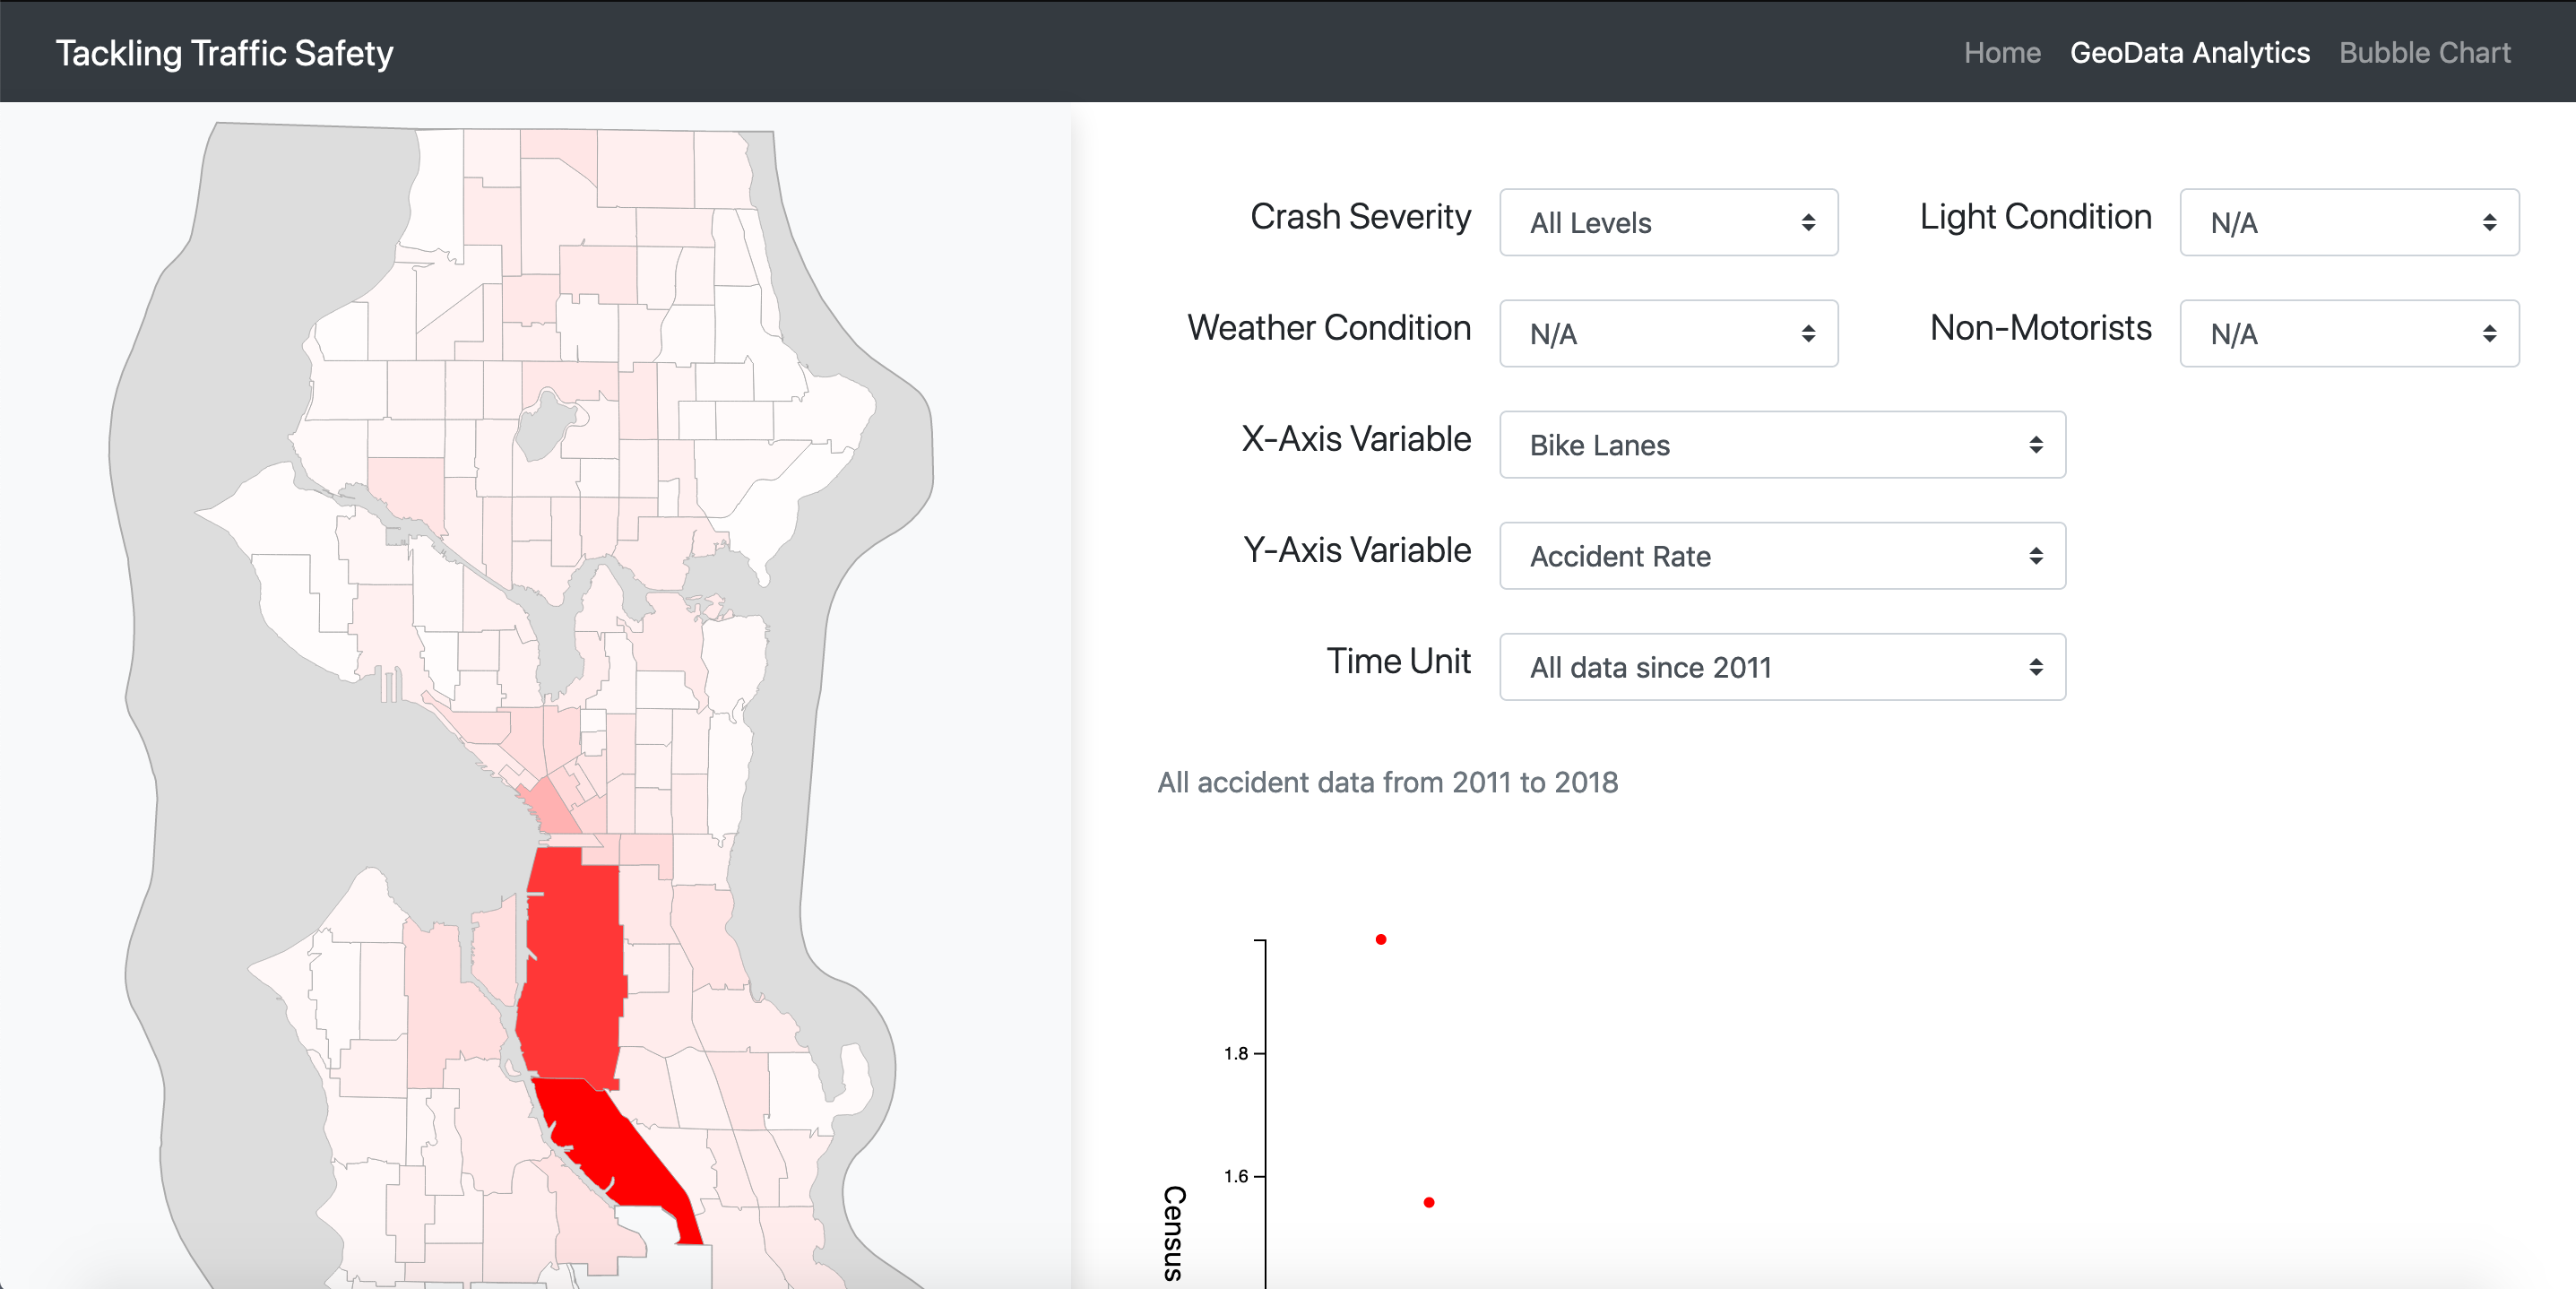 Tackling Traffic Safety
Home GeoData Analytics Bubble Chart
Crash Severity All Levels Light Condition N/A
Weather Condition N/A Non-Motorists N/A
X-Axis Variable Bike Lanes
Y-Axis Variable Accident Rate
Time Unit All data since 2011
All accident data from 2011 to 2018
1.8
1.6
Census